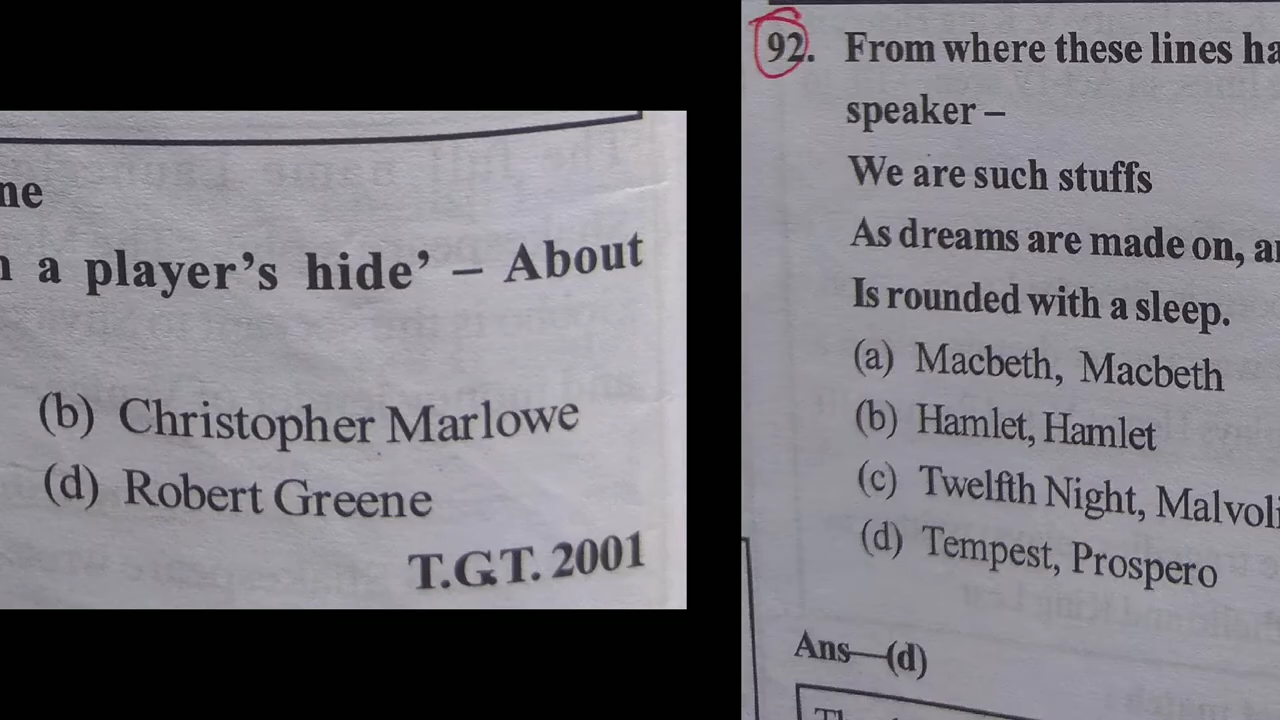 ne
a player's hide' – About
(b) Christopher Marlowe
(d) Robert Greene
T.G.T. 2001
92. From where these lines ha
speaker –
We are such stuffs
As dreams are made on, a
Is rounded with a sleep.
(a) Macbeth, Macbeth
(b) Hamlet, Hamlet
(c) Twelfth Night, Malvoli
(d) Tempest, Prospero
Ans—(d)